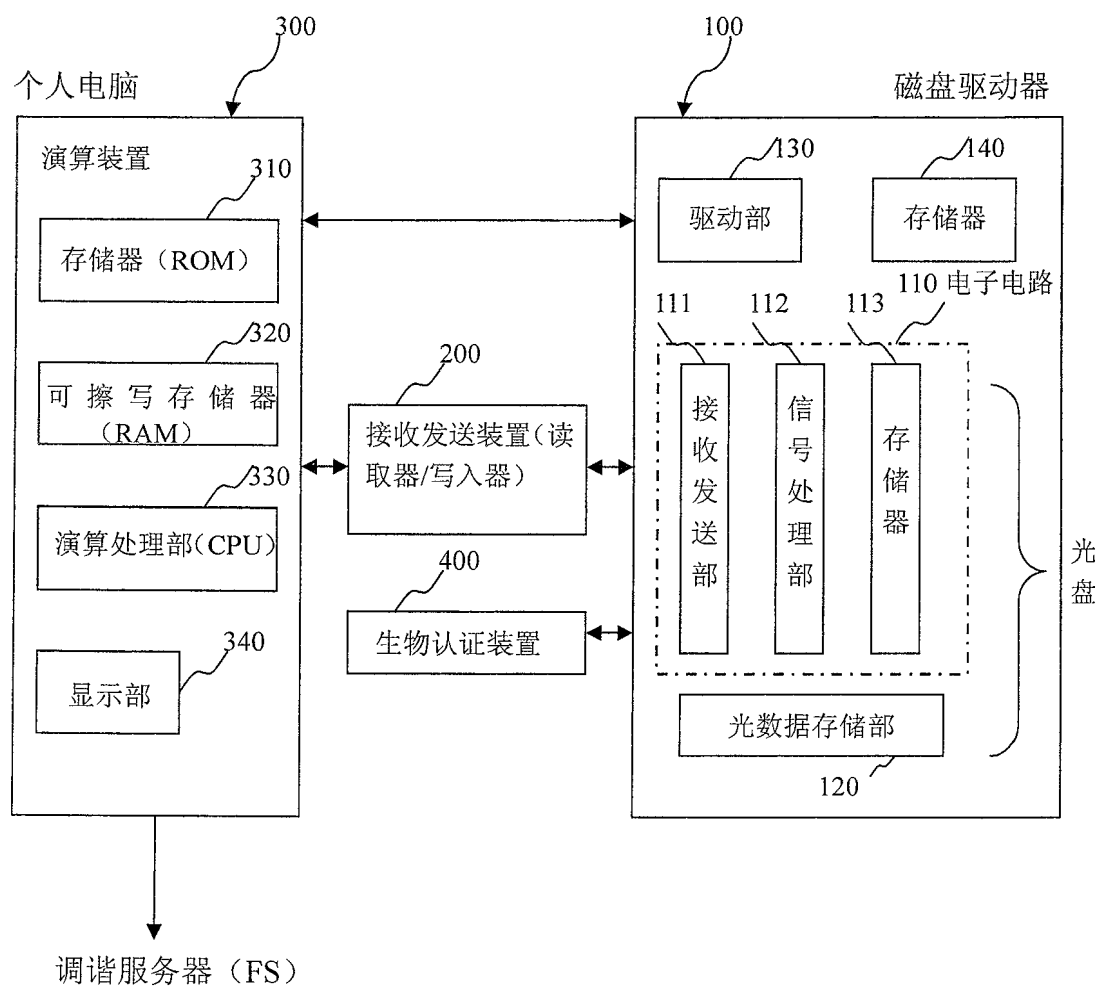 300
100
个人电脑
磁盘驱动器
演算装置
310
存储器（ROM）
320
可擦写存储器
（RAM）
330
演算处理部（CPU）
340
显示部
200
接收发送装置（读
取器/写入器）
400
生物认证装置
130
驱动部
140
存储器
110 电子电路
111
接收发送部
112
信号处理部
113
存储器
光盘
光数据存储部
120
调谐服务器（FS）